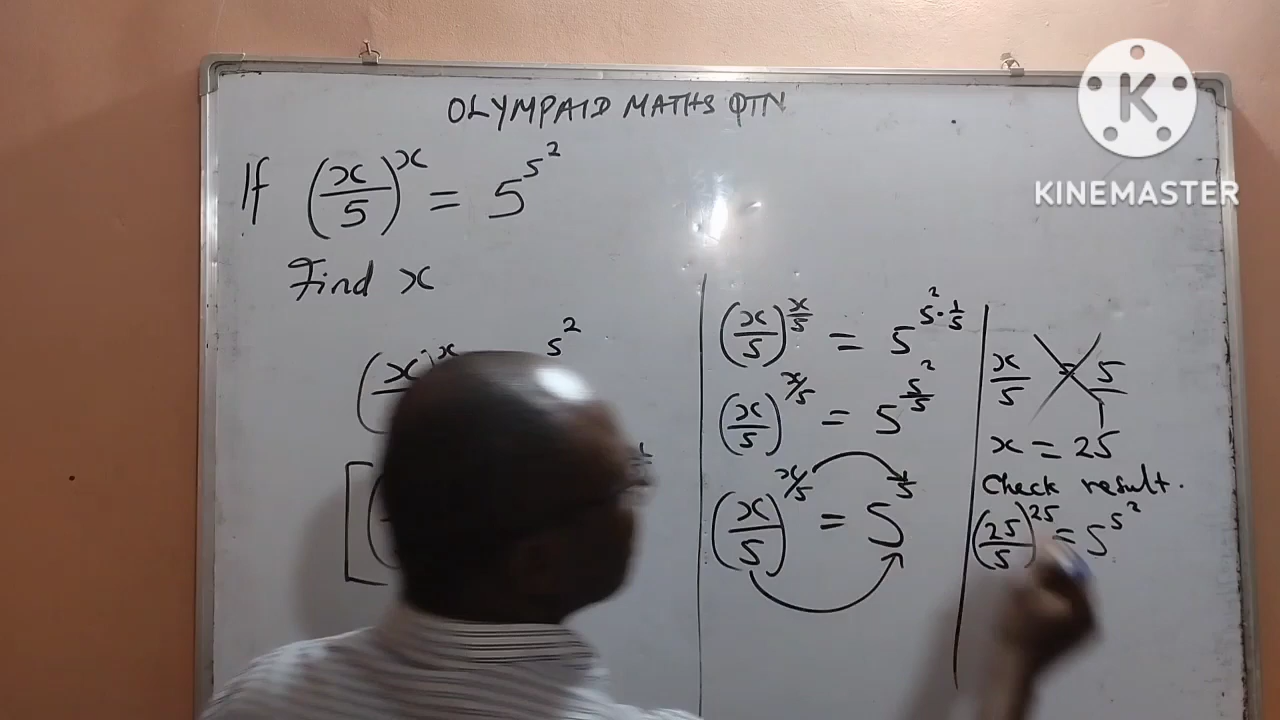 OLYMPAID MATHS QTN
K
KINEMASTER
If (x/5)^x = 5^5^2
Find x
(x
)^x 5^2
(x/5)^x/5 = 5^5^2·1/5
(x/5)^x/5 = 5^5^2/5
(x/5)^x/5 = 5^5
x/5 5
x = 25
Check result.
(25/5)^25 = 5^5^2